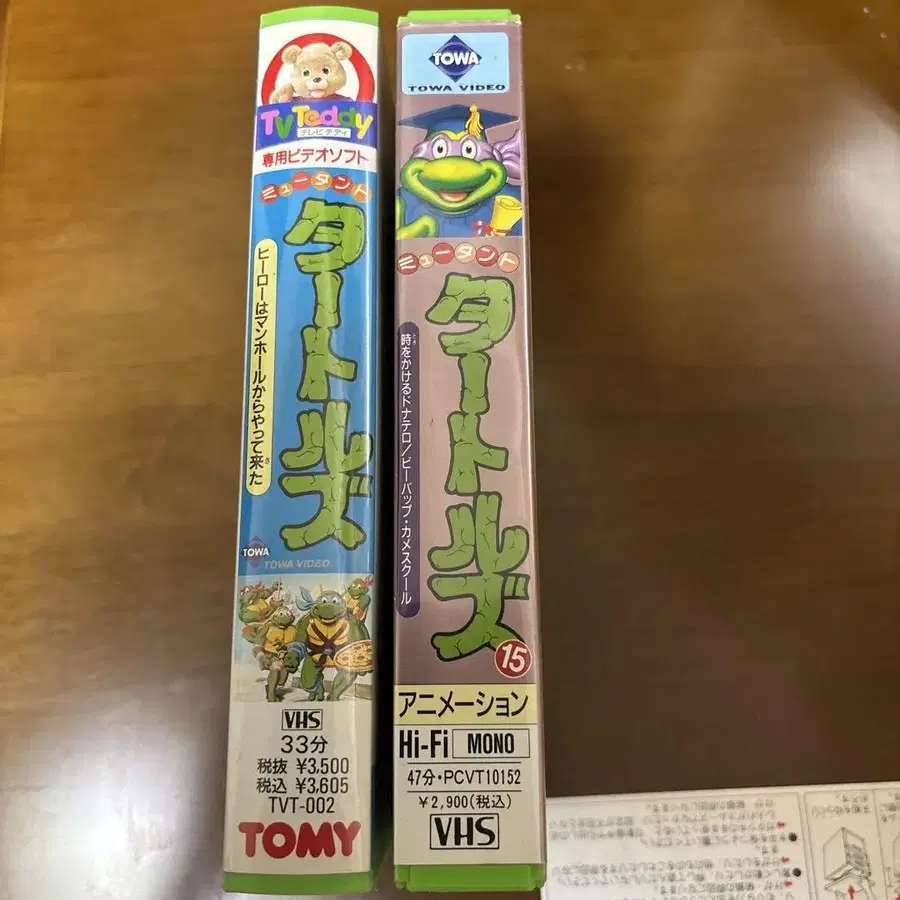 TV Teddy
テレビテディ
専用ビデオソフト
ミュータント
タートルズ
ヒーローはマンホールからやって来た
き
TOWA
TOWA VIDEO
VHS
33分
税抜 ¥3,500
税込 ¥3,605
TVT-002
TOMY
TOWA
TOWA VIDEO
ミュータント
タートルズ
時をかけるドナテロ/ビーバップ・カメスクール
とき
15
アニメーション
Hi-Fi MONO
47分・PCVT10152
¥2,900(税込)
VHS